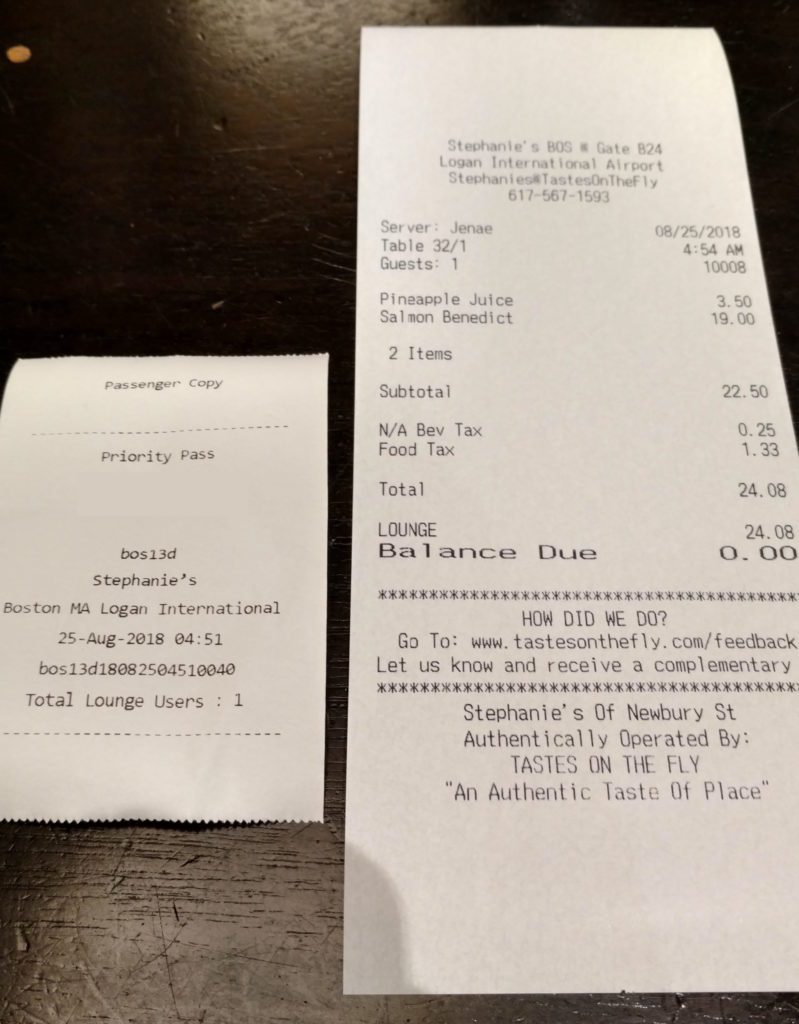 Passenger Copy
--------------------------------
Priority Pass
bos13d
Stephanie's
Boston MA Logan International
25-Aug-2018 04:51
bos13d18082504510040
Total Lounge Users : 1
--------------------------------
Stephanie's BOS @ Gate B24
Logan International Airport
Stephanies@TastesOnTheFly
617-567-1593
Server: Jenae 08/25/2018
Table 32/1 4:54 AM
Guests: 1 10008
Pineapple Juice 3.50
Salmon Benedict 19.00
2 Items
Subtotal 22.50
N/A Bev Tax 0.25
Food Tax 1.33
Total 24.08
LOUNGE 24.08
Balance Due 0.00
****************************************
HOW DID WE DO?
Go To: www.tastesonthefly.com/feedback
Let us know and receive a complementary
****************************************
Stephanie's Of Newbury St
Authentically Operated By:
TASTES ON THE FLY
"An Authentic Taste Of Place"